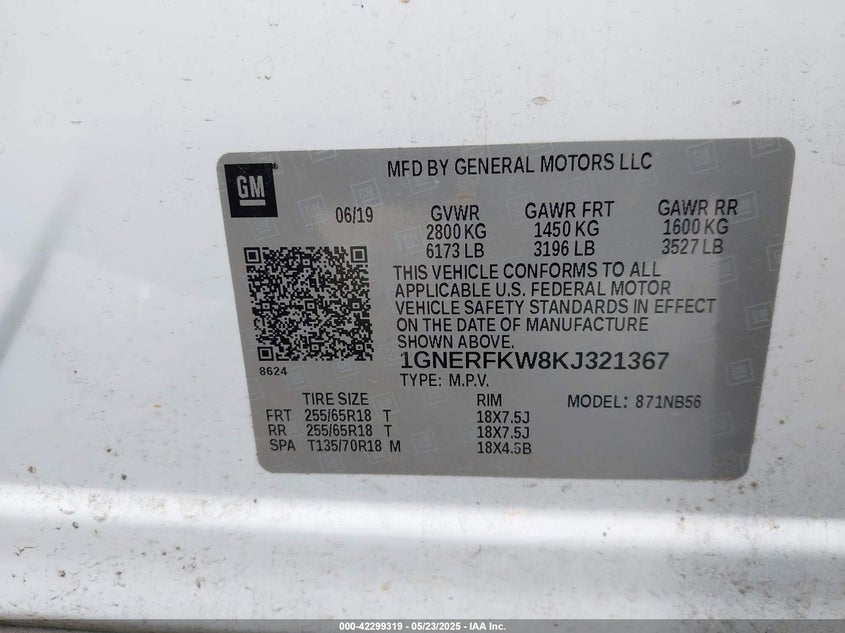 GM
MFD BY GENERAL MOTORS LLC
06/19 GVWR GAWR FRT GAWR RR
2800 KG 1450 KG 1600 KG
6173 LB 3196 LB 3527 LB
THIS VEHICLE CONFORMS TO ALL
APPLICABLE U.S. FEDERAL MOTOR
VEHICLE SAFETY STANDARDS IN EFFECT
ON THE DATE OF MANUFACTURE
SHOWN ABOVE.
8624
1GNERFKW8KJ321367
TYPE: M.P.V.
TIRE SIZE RIM MODEL: 871NB56
FRT 255/65R18 T 18X7.5J
RR 255/65R18 T 18X7.5J
SPA T135/70R18 M 18X4.5B
000-42299319 - 05/23/2025 - IAA Inc.